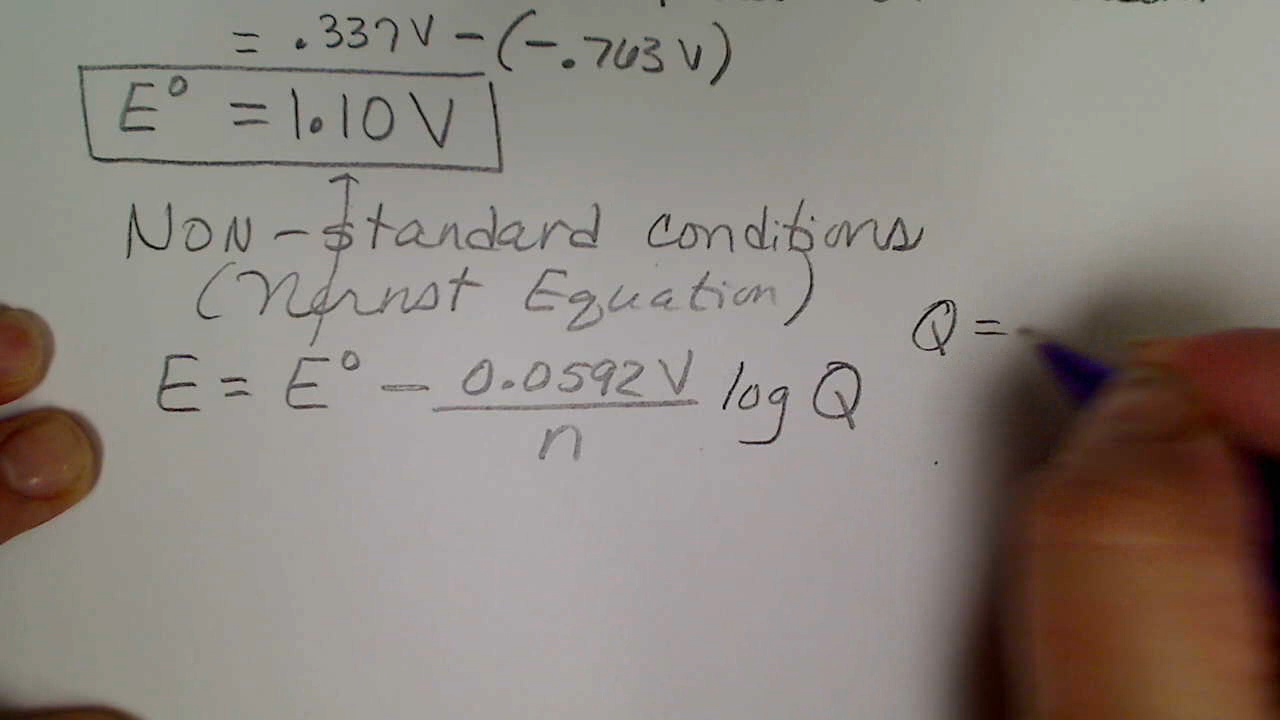 = .337V - (-.763V)
E° = 1.10V
NON-standard conditions
(Nernst Equation)
Q =
E = E° - 0.0592V/n log Q